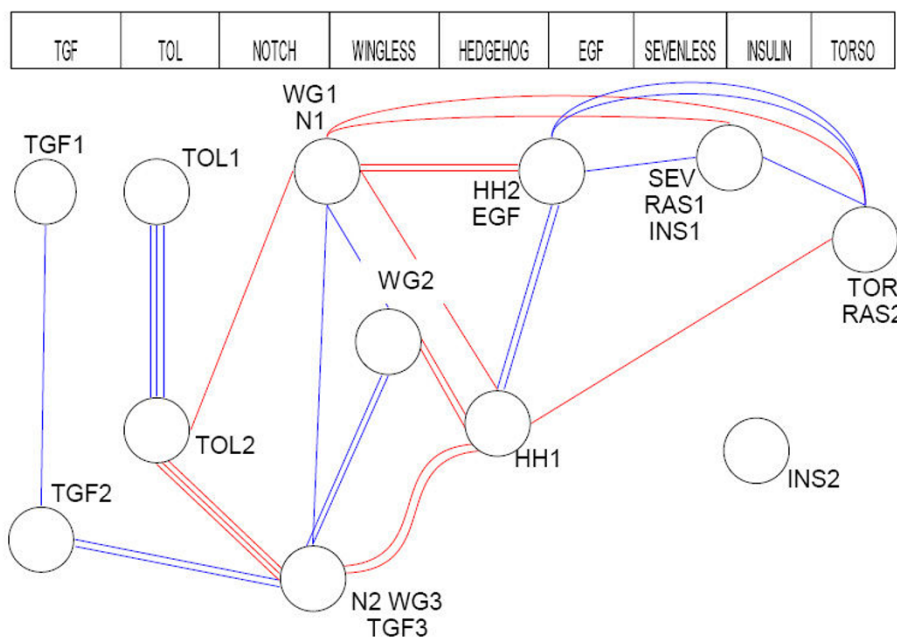 TGF TOL NOTCH WINGLESS HEDGEHOG EGF SEVENLESS INSULIN TORSO
WG1
N1
TGF1
TOL1
HH2
EGF
SEV
RAS1
INS1
WG2
TOR
RAS2
TOL2
HH1
INS2
TGF2
N2 WG3
TGF3